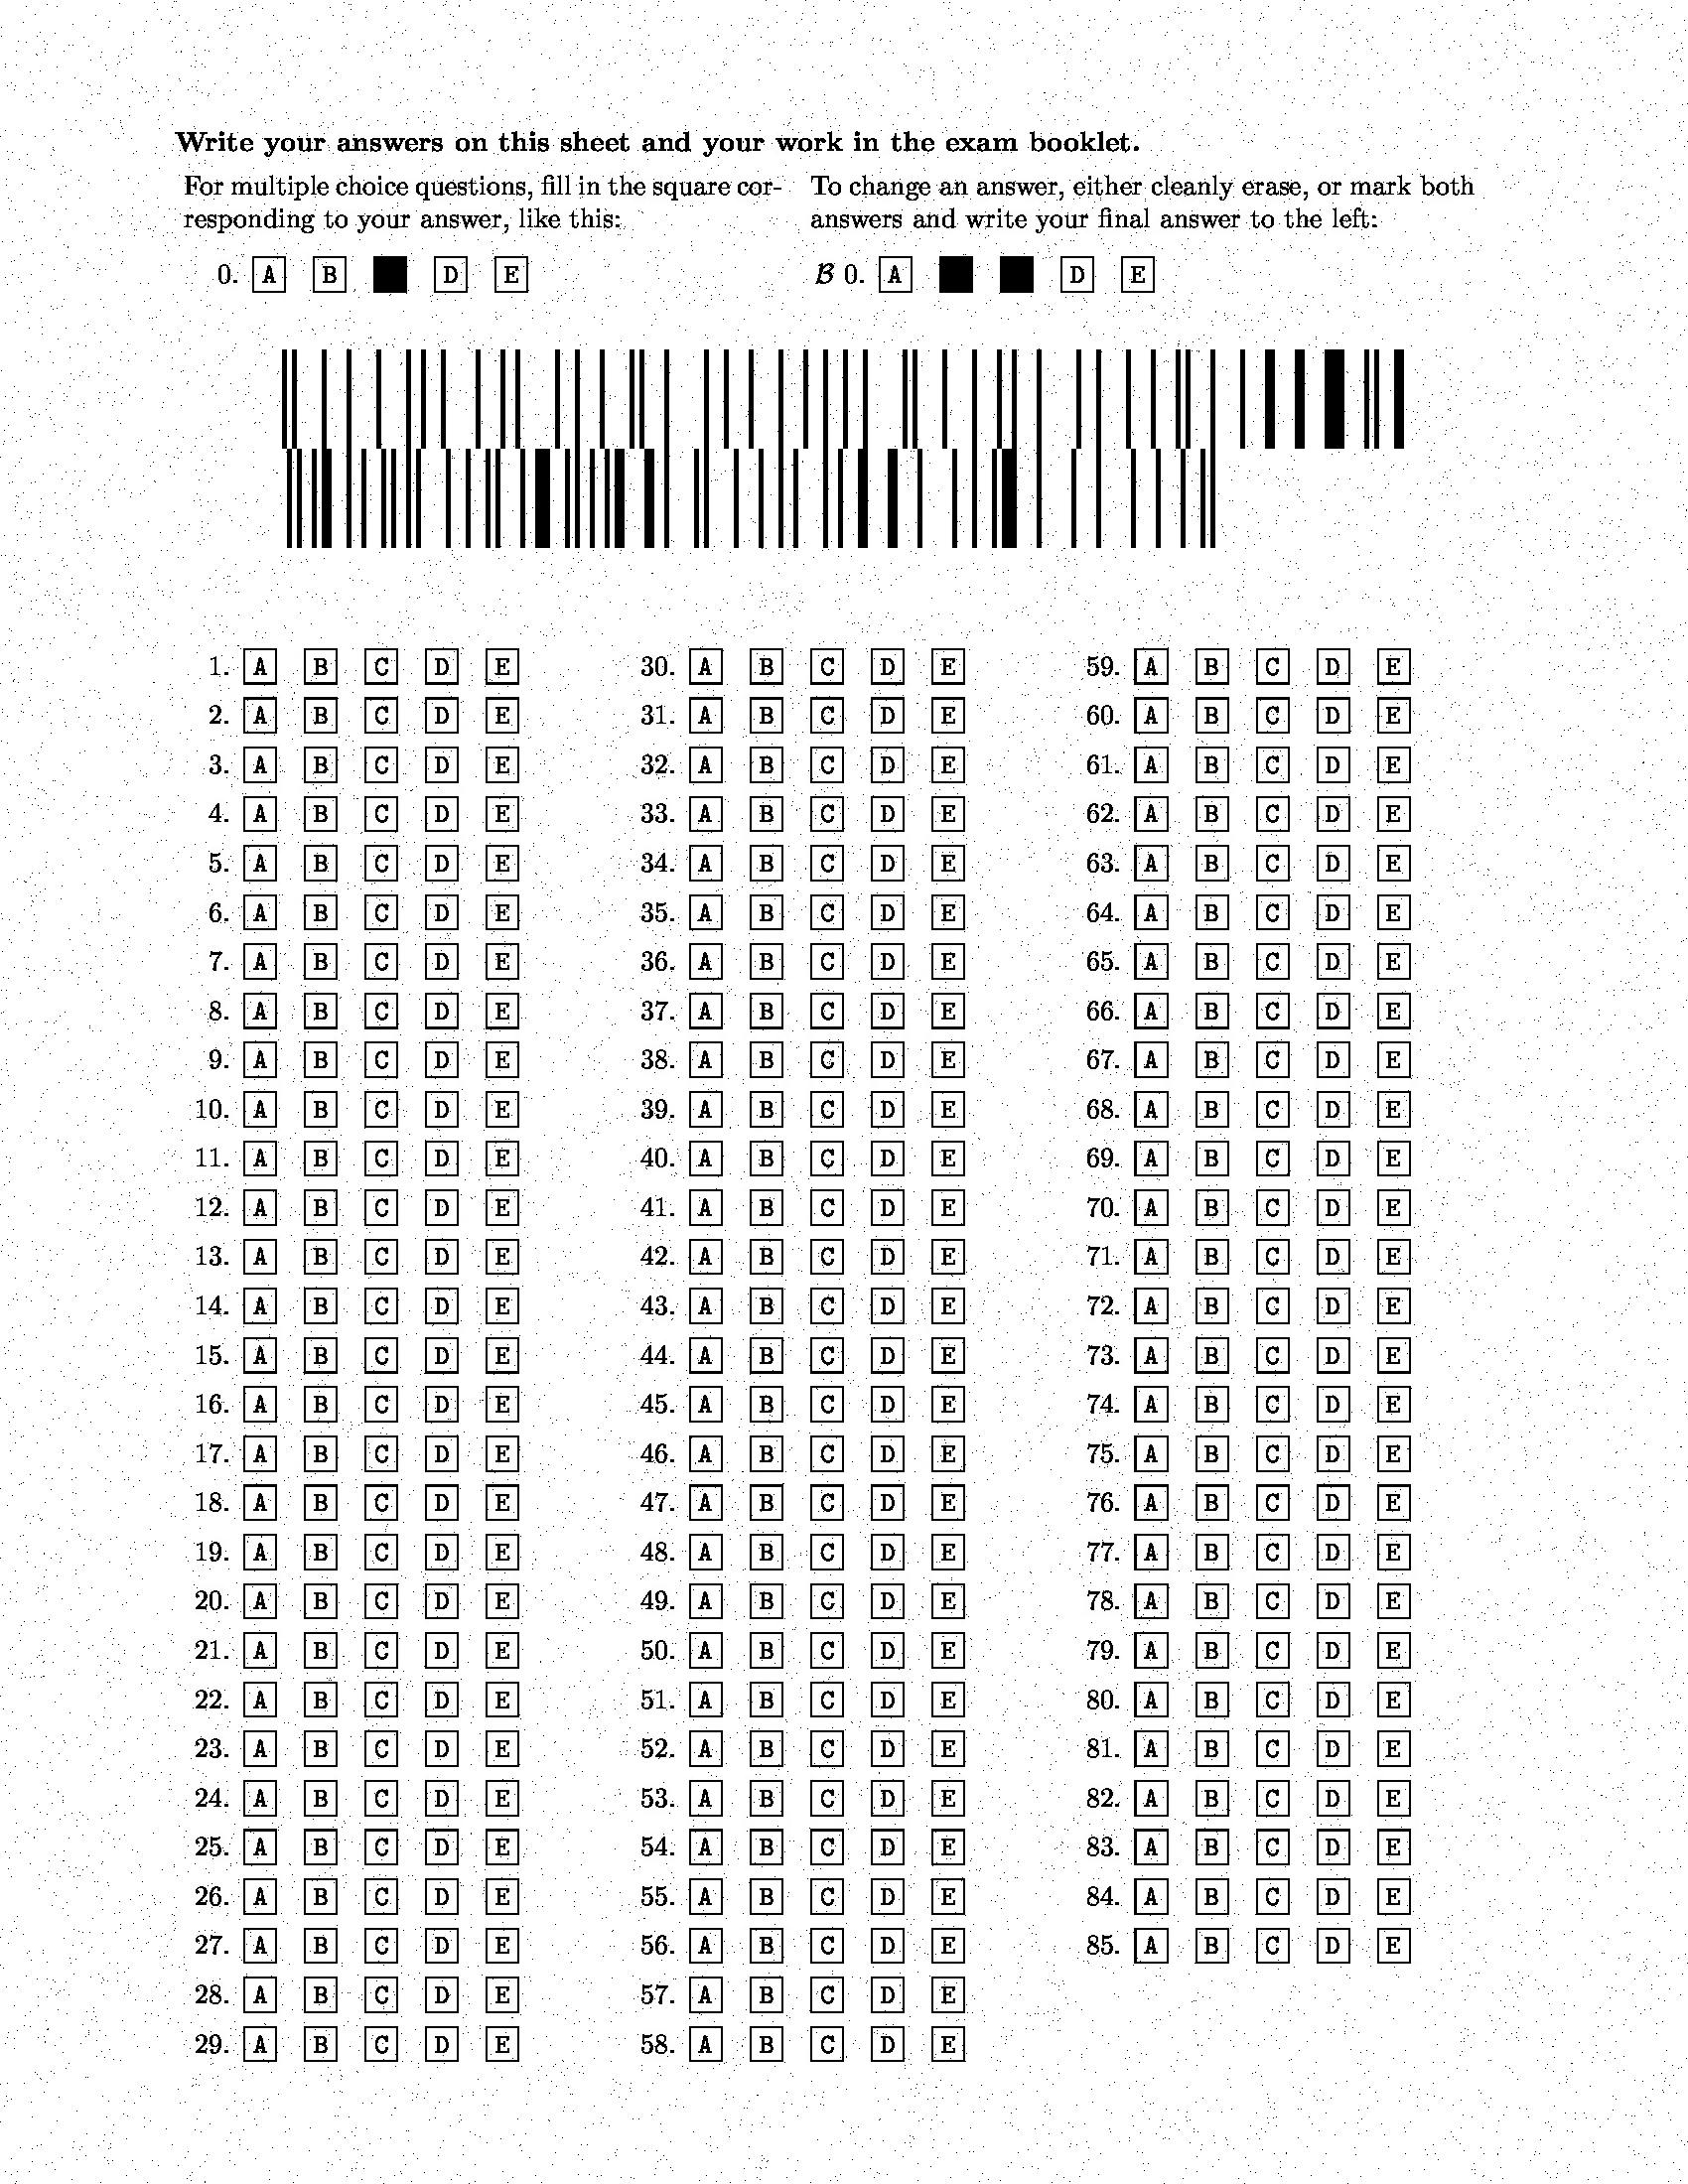 Write your answers on this sheet and your work in the exam booklet.
For multiple choice questions, fill in the square cor-
responding to your answer, like this:
To change an answer, either cleanly erase, or mark both
answers and write your final answer to the left:
0. A B D E
B 0. A D E
1. A B C D E
2. A B C D E
3. A B C D E
4. A B C D E
5. A B C D E
6. A B C D E
7. A B C D E
8. A B C D E
9. A B C D E
10. A B C D E
11. A B C D E
12. A B C D E
13. A B C D E
14. A B C D E
15. A B C D E
16. A B C D E
17. A B C D E
18. A B C D E
19. A B C D E
20. A B C D E
21. A B C D E
22. A B C D E
23. A B C D E
24. A B C D E
25. A B C D E
26. A B C D E
27. A B C D E
28. A B C D E
29. A B C D E
30. A B C D E
31. A B C D E
32. A B C D E
33. A B C D E
34. A B C D E
35. A B C D E
36. A B C D E
37. A B C D E
38. A B C D E
39. A B C D E
40. A B C D E
41. A B C D E
42. A B C D E
43. A B C D E
44. A B C D E
45. A B C D E
46. A B C D E
47. A B C D E
48. A B C D E
49. A B C D E
50. A B C D E
51. A B C D E
52. A B C D E
53. A B C D E
54. A B C D E
55. A B C D E
56. A B C D E
57. A B C D E
58. A B C D E
59. A B C D E
60. A B C D E
61. A B C D E
62. A B C D E
63. A B C D E
64. A B C D E
65. A B C D E
66. A B C D E
67. A B C D E
68. A B C D E
69. A B C D E
70. A B C D E
71. A B C D E
72. A B C D E
73. A B C D E
74. A B C D E
75. A B C D E
76. A B C D E
77. A B C D E
78. A B C D E
79. A B C D E
80. A B C D E
81. A B C D E
82. A B C D E
83. A B C D E
84. A B C D E
85. A B C D E